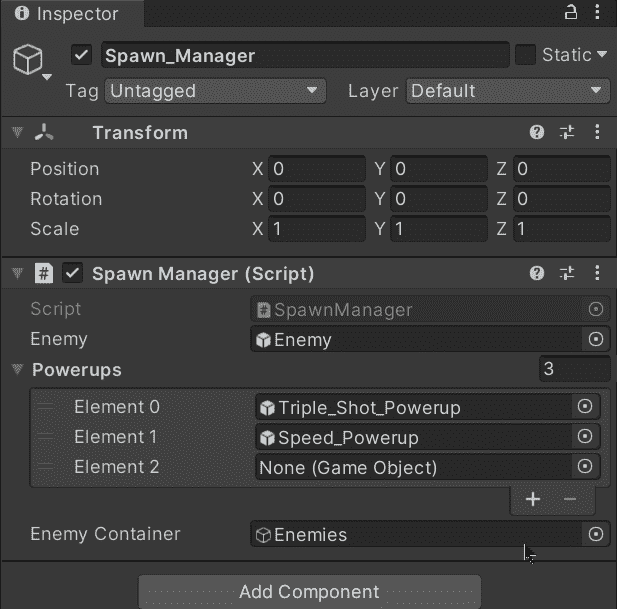 Inspector
Spawn_Manager Static
Tag Untagged Layer Default
Transform
Position X 0 Y 0 Z 0
Rotation X 0 Y 0 Z 0
Scale X 1 Y 1 Z 1
# Spawn Manager (Script)
Script # SpawnManager
Enemy Enemy
Powerups 3
Element 0 Triple_Shot_Powerup
Element 1 Speed_Powerup
Element 2 None (Game Object)
+ −
Enemy Container Enemies
Add Component